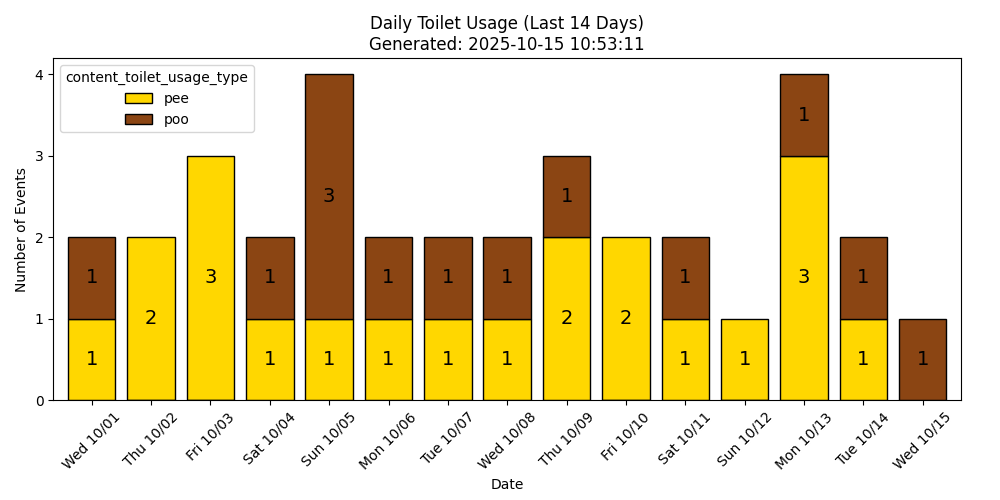 Daily Toilet Usage (Last 14 Days)
Generated: 2025-10-15 10:53:11
content_toilet_usage_type
pee
poo
Number of Events
4
3
2
1
0
1
1
2
3
1
1
3
1
1
1
1
1
1
1
1
2
2
1
1
1
1
3
1
1
1
Wed 10/01
Thu 10/02
Fri 10/03
Sat 10/04
Sun 10/05
Mon 10/06
Tue 10/07
Wed 10/08
Thu 10/09
Fri 10/10
Sat 10/11
Sun 10/12
Mon 10/13
Tue 10/14
Wed 10/15
Date